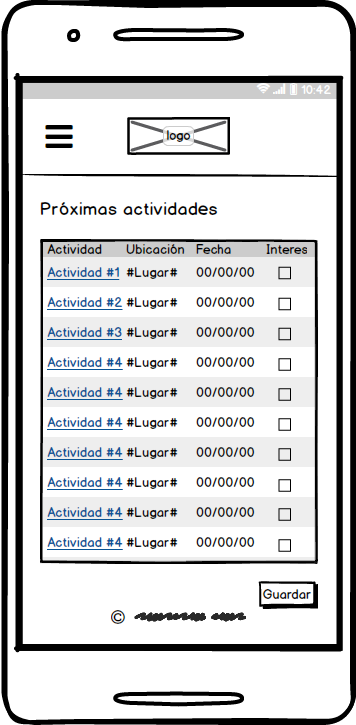 10:42
logo
Próximas actividades
Actividad Ubicación Fecha Interes
Actividad #1 #Lugar# 00/00/00
Actividad #2 #Lugar# 00/00/00
Actividad #3 #Lugar# 00/00/00
Actividad #4 #Lugar# 00/00/00
Actividad #4 #Lugar# 00/00/00
Actividad #4 #Lugar# 00/00/00
Actividad #4 #Lugar# 00/00/00
Actividad #4 #Lugar# 00/00/00
Actividad #4 #Lugar# 00/00/00
Actividad #4 #Lugar# 00/00/00
Guardar
©